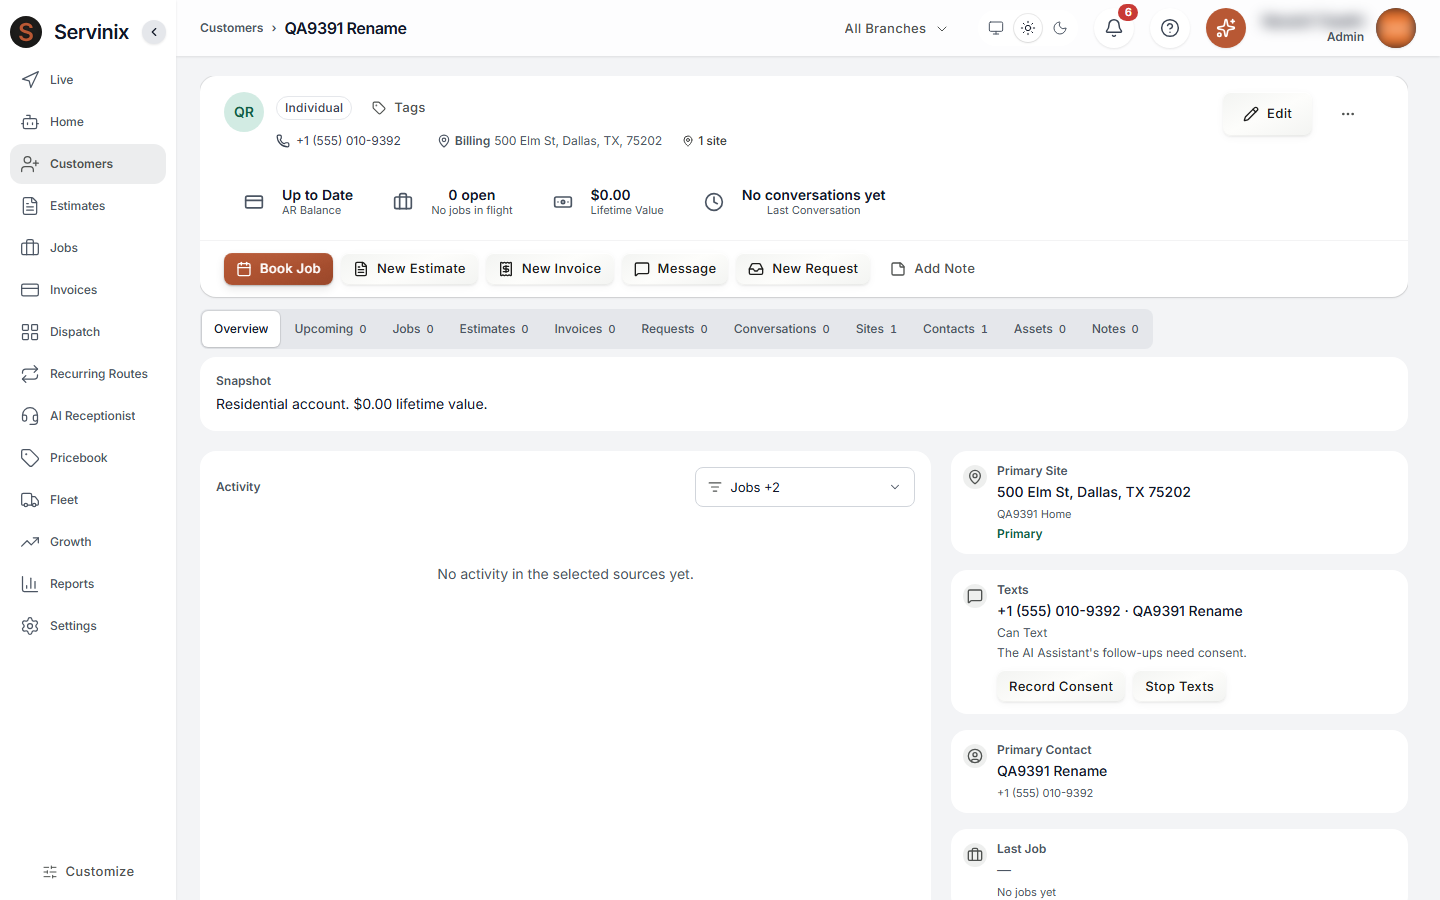 S Servinix
Live
Home
Customers
Estimates
Jobs
Invoices
Dispatch
Recurring Routes
AI Receptionist
Pricebook
Fleet
Growth
Reports
Settings
Customize
Customers › QA9391 Rename
All Branches
6
Admin
QR
Individual
Tags
+1 (555) 010-9392
Billing 500 Elm St, Dallas, TX, 75202
1 site
Edit
Up to Date
AR Balance
0 open
No jobs in flight
$0.00
Lifetime Value
No conversations yet
Last Conversation
Book Job
New Estimate
New Invoice
Message
New Request
Add Note
Overview
Upcoming 0
Jobs 0
Estimates 0
Invoices 0
Requests 0
Conversations 0
Sites 1
Contacts 1
Assets 0
Notes 0
Snapshot
Residential account. $0.00 lifetime value.
Activity
Jobs +2
No activity in the selected sources yet.
Primary Site
500 Elm St, Dallas, TX 75202
QA9391 Home
Primary
Texts
+1 (555) 010-9392 · QA9391 Rename
Can Text
The AI Assistant's follow-ups need consent.
Record Consent
Stop Texts
Primary Contact
QA9391 Rename
+1 (555) 010-9392
Last Job
—
No jobs yet